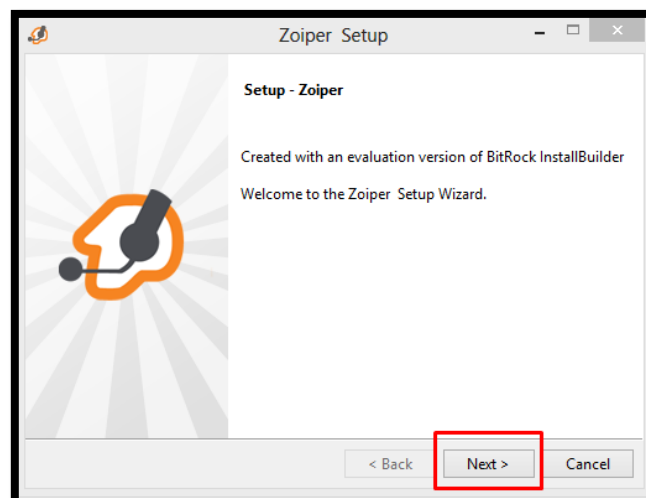 Zoiper Setup
Setup - Zoiper
Created with an evaluation version of BitRock InstallBuilder
Welcome to the Zoiper Setup Wizard.
< Back Next > Cancel